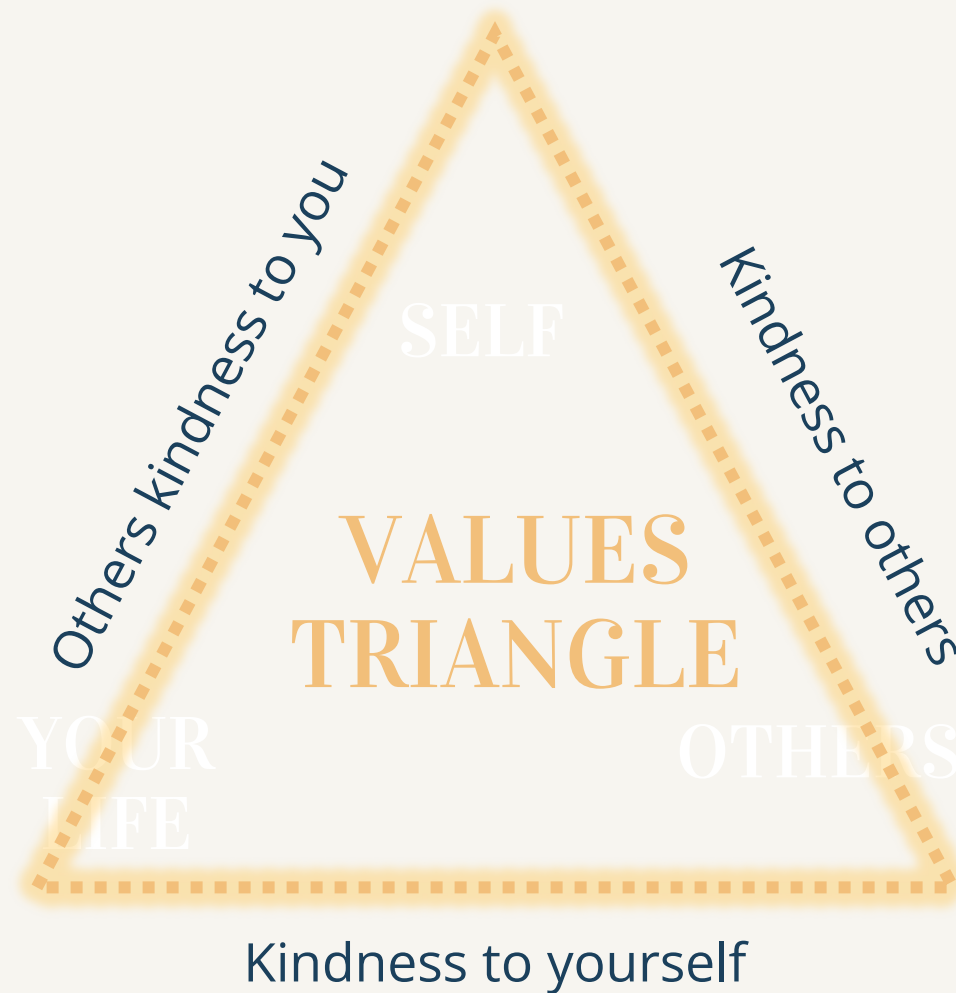 Others kindness to you
Kindness to others
SELF
VALUES
TRIANGLE
YOUR
LIFE
OTHERS
Kindness to yourself